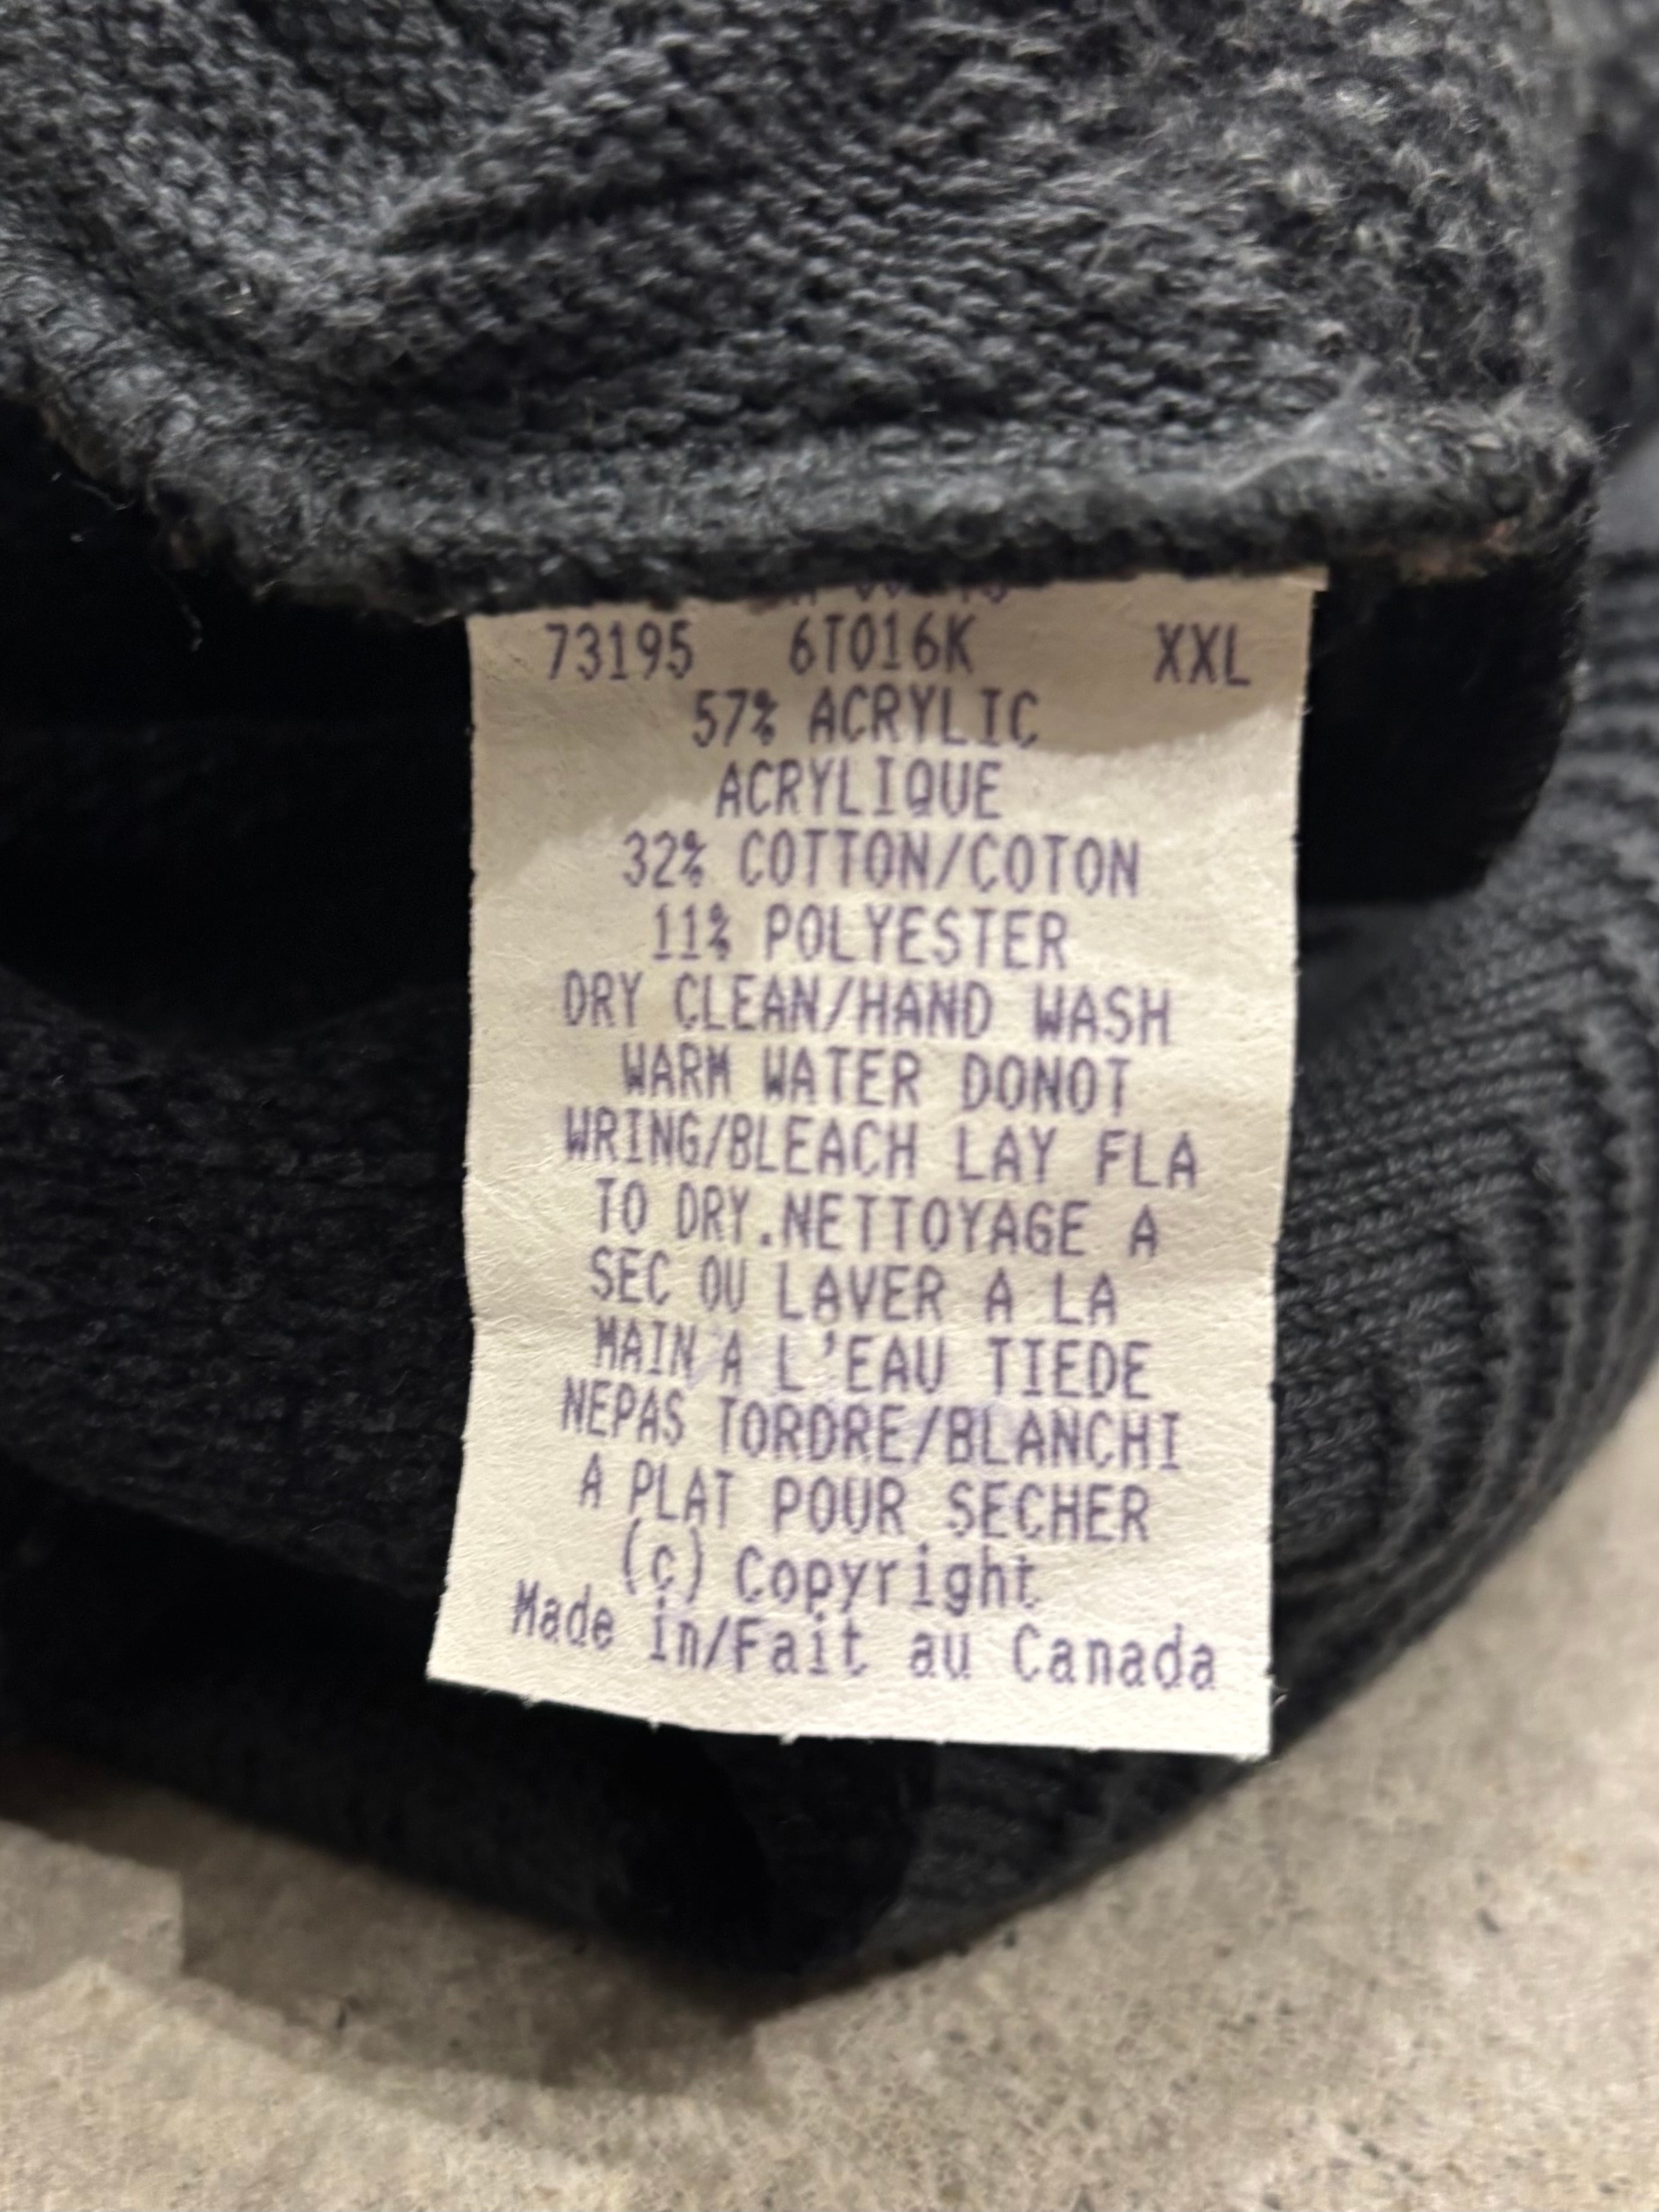 73195 6T016K XXL
57% ACRYLIC
ACRYLIQUE
32% COTTON/COTON
11% POLYESTER
DRY CLEAN/HAND WASH
WARM WATER DONOT
WRING/BLEACH LAY FLA
TO DRY.NETTOYAGE A
SEC OU LAVER A LA
MAIN A L'EAU TIEDE
NEPAS TORDRE/BLANCHI
A PLAT POUR SECHER
(c) Copyright
Made in/Fait au Canada